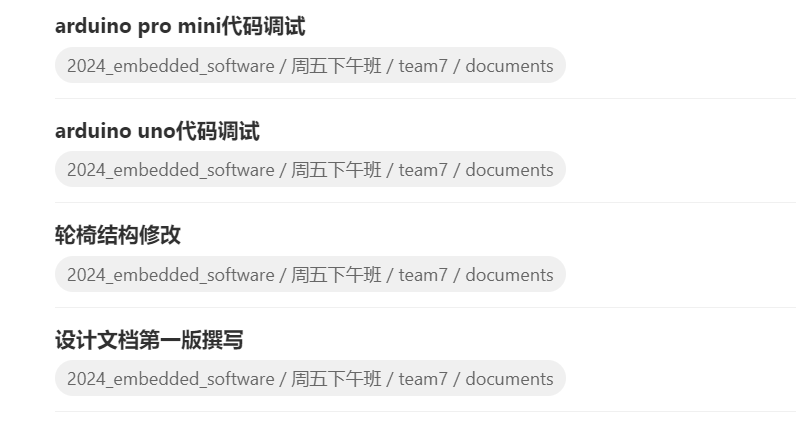 arduino pro mini代码调试
2024_embedded_software / 周五下午班 / team7 / documents
arduino uno代码调试
2024_embedded_software / 周五下午班 / team7 / documents
轮椅结构修改
2024_embedded_software / 周五下午班 / team7 / documents
设计文档第一版撰写
2024_embedded_software / 周五下午班 / team7 / documents